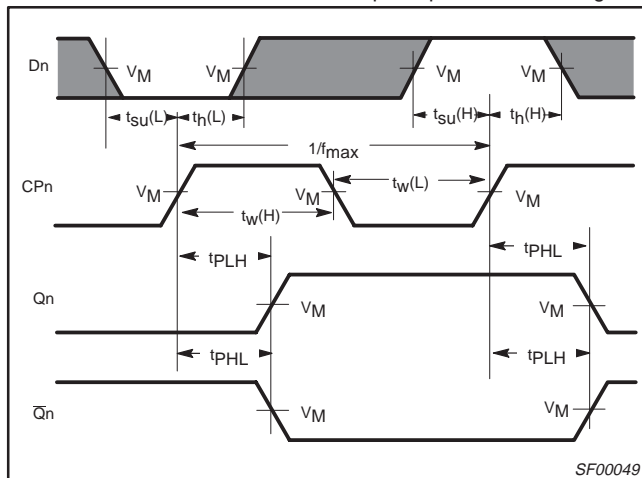 Dn
VM VM VM VM
tsu(L) th(L) tsu(H) th(H)
1/fmax
CPn
VM VM VM
tw(L)
tw(H)
tPLH tPHL
Qn
VM VM
tPHL tPLH
VM VM
Q̅n
SF00049